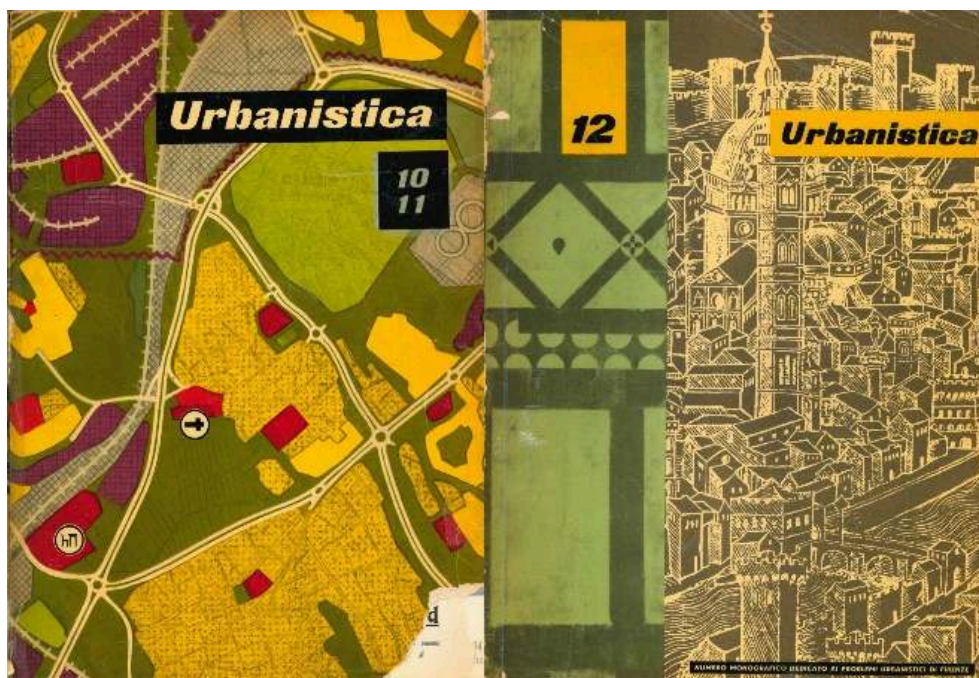 Urbanistica
10
11
d
12
Urbanistica
NUMERO MONOGRAFICO DEDICATO AI PROBLEMI URBANISTICI DI FIRENZE